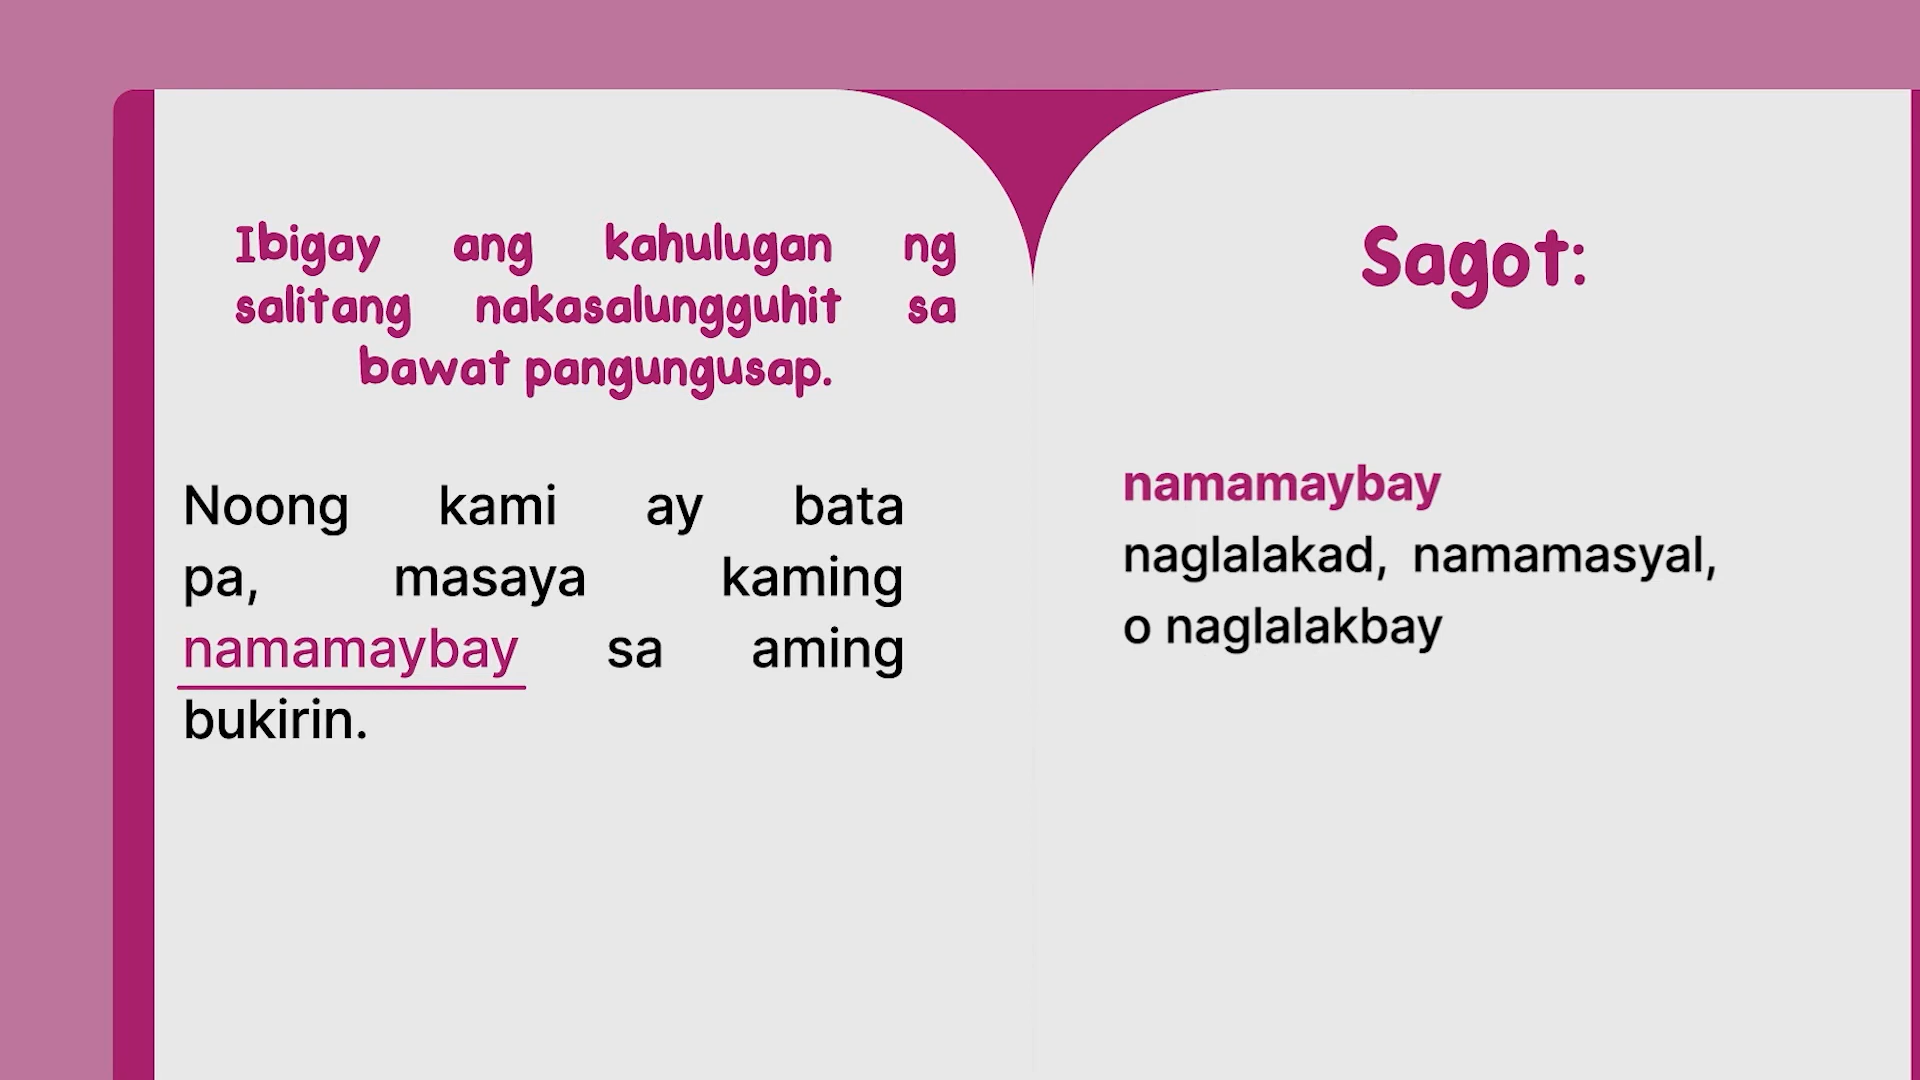 Ibigay ang kahulugan ng
salitang nakasalungguhit sa
bawat pangungusap.
Noong kami ay bata
pa, masaya kaming
namamaybay sa aming
bukirin.
Sagot:
namamaybay
naglalakad, namamasyal,
o naglalakbay